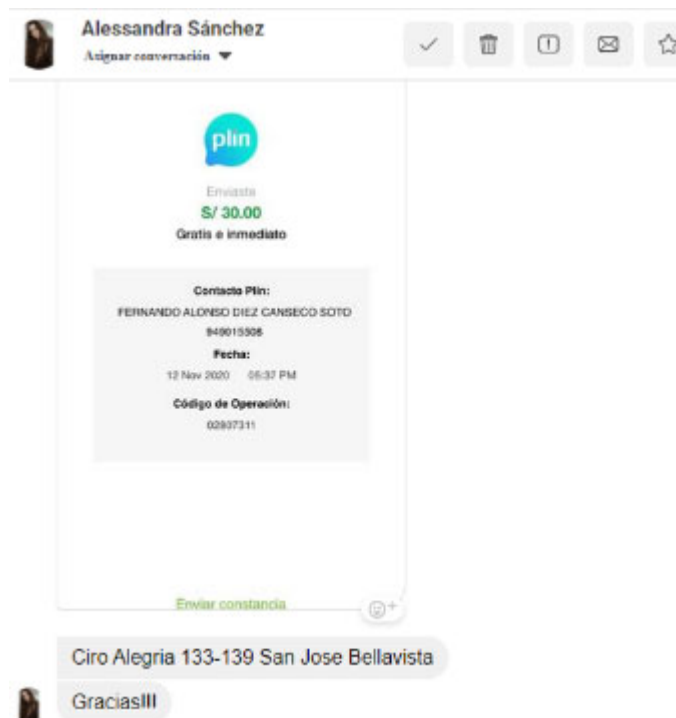 Alessandra Sánchez
Asignar conversación
plin
Enviaste
S/ 30.00
Gratis e inmediato
Contacto Plin:
FERNANDO ALONSO DIEZ CANSECO SOTO
949015508
Fecha:
12 Nov 2020 05:37 PM
Código de Operación:
02807311
Enviar constancia
Ciro Alegria 133-139 San Jose Bellavista
Gracias!!!